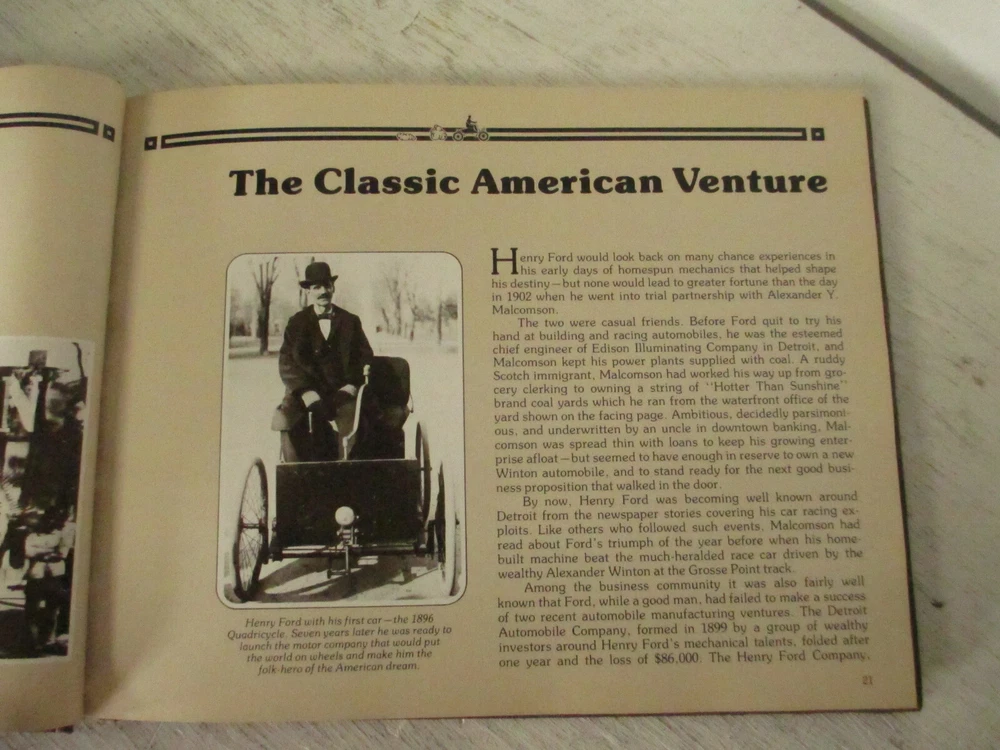 The Classic American Venture
Henry Ford with his first car—the 1896
Quadricycle. Seven years later he was ready to
launch the motor company that would put
the world on wheels and make him the
folk-hero of the American dream.
Henry Ford would look back on many chance experiences in
his early days of homespun mechanics that helped shape
his destiny—but none would lead to greater fortune than the day
in 1902 when he went into trial partnership with Alexander Y.
Malcomson.
The two were casual friends. Before Ford quit to try his
hand at building and racing automobiles, he was the esteemed
chief engineer of Edison Illuminating Company in Detroit, and
Malcomson kept his power plants supplied with coal. A ruddy
Scotch immigrant, Malcomson had worked his way up from gro-
cery clerking to owning a string of "Hotter Than Sunshine"
brand coal yards which he ran from the waterfront office of the
yard shown on the facing page. Ambitious, decidedly parsimoni-
ous, and underwritten by an uncle in downtown banking, Mal-
comson was spread thin with loans to keep his growing enter-
prise afloat—but seemed to have enough in reserve to own a new
Winton automobile, and to stand ready for the next good busi-
ness proposition that walked in the door.
By now, Henry Ford was becoming well known around
Detroit from the newspaper stories covering his car racing ex-
ploits. Like others who followed such events, Malcomson had
read about Ford's triumph of the year before when his home-
built machine beat the much-heralded race car driven by the
wealthy Alexander Winton at the Grosse Point track.
Among the business community it was also fairly well
known that Ford, while a good man, had failed to make a success
of two recent automobile manufacturing ventures. The Detroit
Automobile Company, formed in 1899 by a group of wealthy
investors around Henry Ford's mechanical talents, folded after
one year and the loss of $86,000. The Henry Ford Company,
21